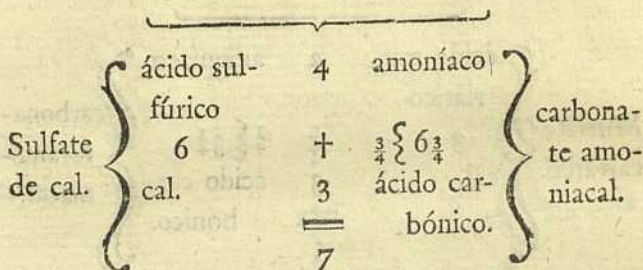 ácido sul- 4 amoníaco
fúrico
Sulfate 6 + ¾ { 6¾ carbona-
de cal. cal. 3 ácido car- te amo-
bónico. niacal.
7